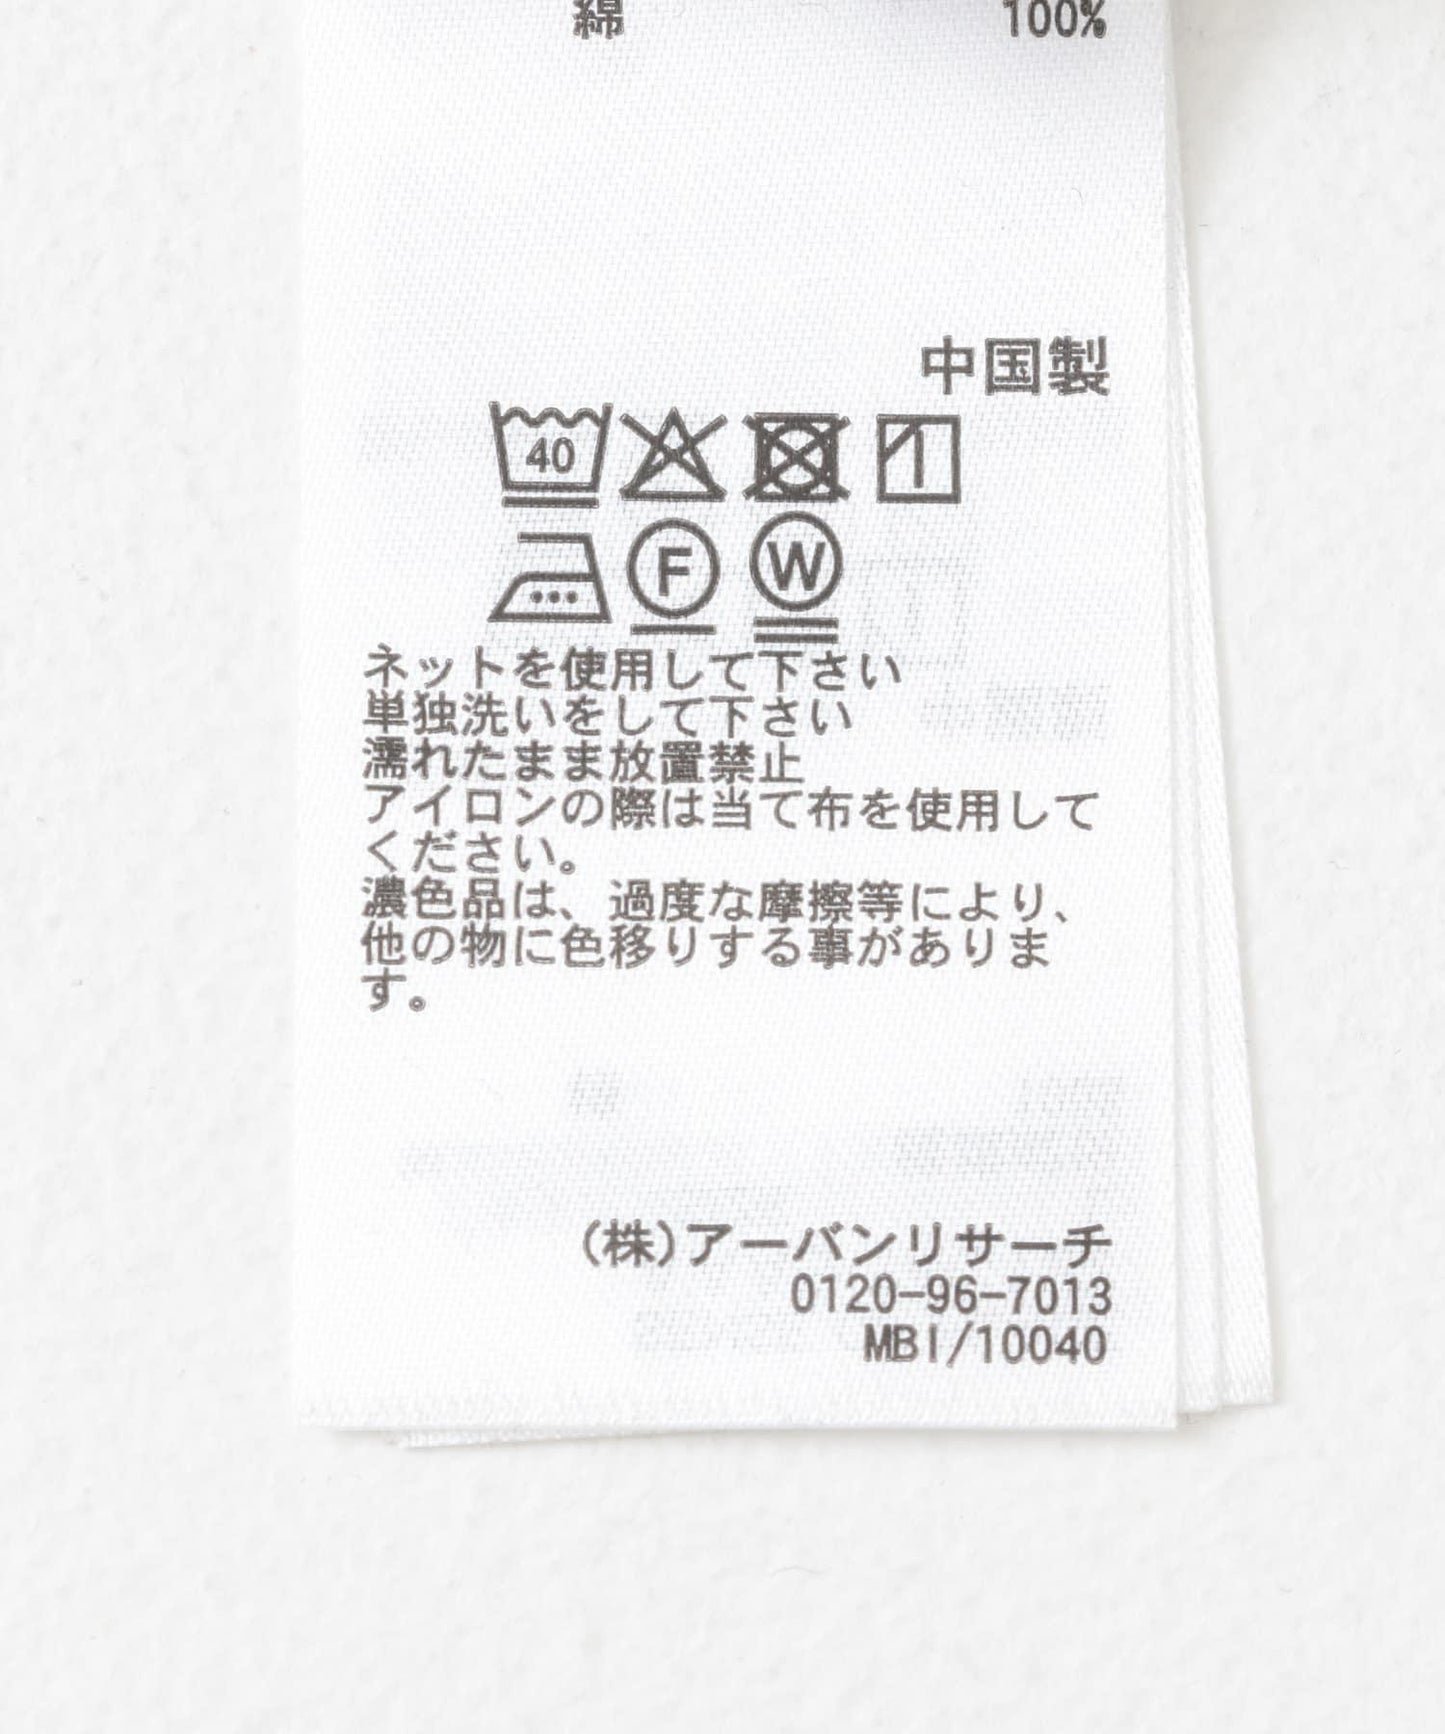 綿 100%
中国製
40
F W
ネットを使用して下さい
単独洗いをして下さい
濡れたまま放置禁止
アイロンの際は当て布を使用して
ください。
濃色品は、過度な摩擦等により、
他の物に色移りする事がありま
す。
(株)アーバンリサーチ
0120-96-7013
MBI/10040